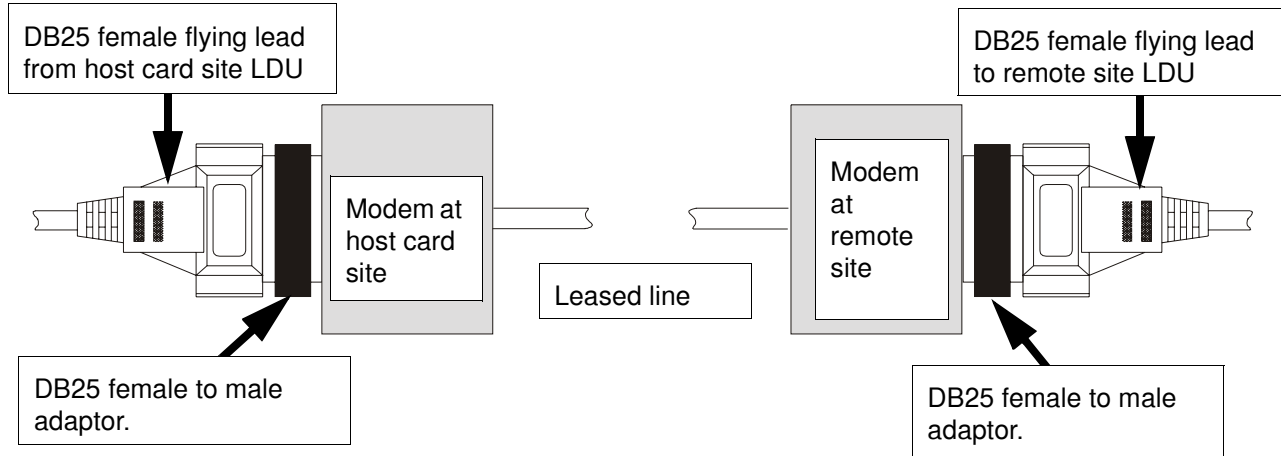 DB25 female flying lead
from host card site LDU
DB25 female flying lead
to remote site LDU
Modem at
host card
site
Modem
at
remote
site
Leased line
DB25 female to male
adaptor.
DB25 female to male
adaptor.